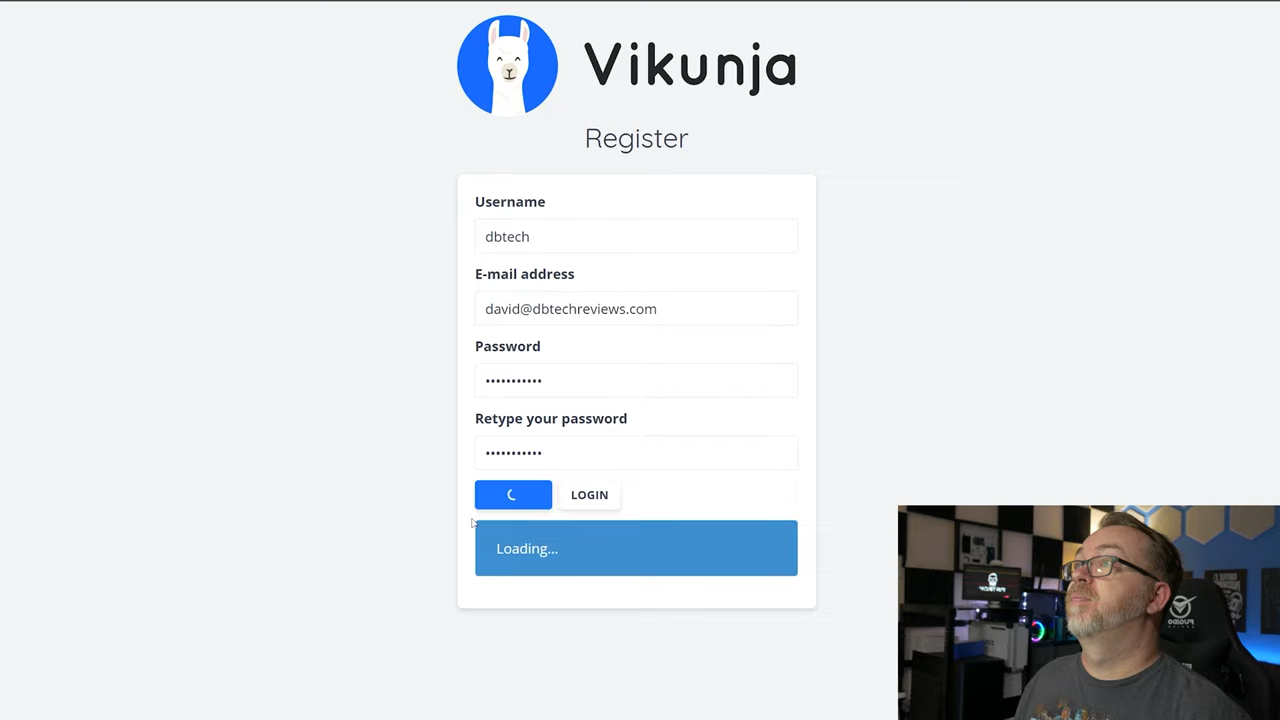 Vikunja
Register
Username
dbtech
E-mail address
david@dbtechreviews.com
Password
•••••••••••
Retype your password
•••••••••••
LOGIN
Loading...